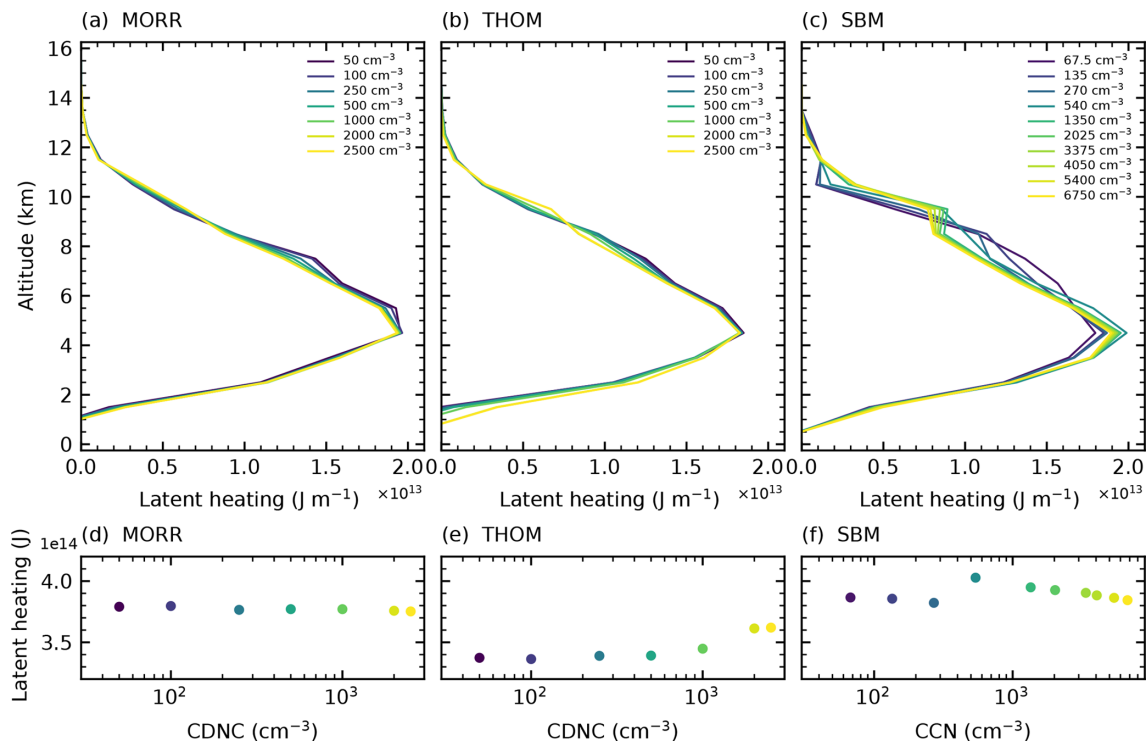 (a) MORR
(b) THOM
(c) SBM
50 cm⁻³
100 cm⁻³
250 cm⁻³
500 cm⁻³
1000 cm⁻³
2000 cm⁻³
2500 cm⁻³
50 cm⁻³
100 cm⁻³
250 cm⁻³
500 cm⁻³
1000 cm⁻³
2000 cm⁻³
2500 cm⁻³
67.5 cm⁻³
135 cm⁻³
270 cm⁻³
540 cm⁻³
1350 cm⁻³
2025 cm⁻³
3375 cm⁻³
4050 cm⁻³
5400 cm⁻³
6750 cm⁻³
Altitude (km)
16
14
12
10
8
6
4
2
0
0.0 0.5 1.0 1.5 2.0
0.0 0.5 1.0 1.5 2.0
0.0 0.5 1.0 1.5 2.0
Latent heating (J m⁻¹) ×10¹³
Latent heating (J m⁻¹) ×10¹³
Latent heating (J m⁻¹) ×10¹³
(d) MORR
(e) THOM
(f) SBM
Latent heating (J)
1e14
4.0
3.5
10² 10³
10² 10³
10² 10³
CDNC (cm⁻³)
CDNC (cm⁻³)
CCN (cm⁻³)